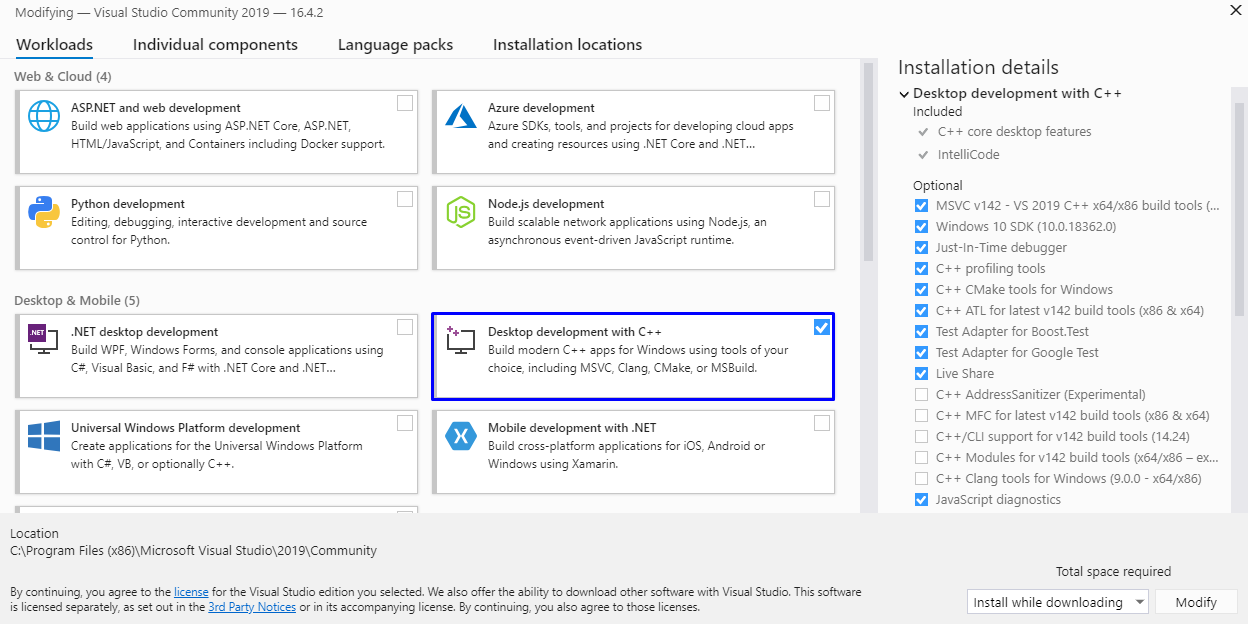 Modifying — Visual Studio Community 2019 — 16.4.2
Workloads
Individual components
Language packs
Installation locations
Web & Cloud (4)
ASP.NET and web development
Build web applications using ASP.NET Core, ASP.NET,
HTML/JavaScript, and Containers including Docker support.
Azure development
Azure SDKs, tools, and projects for developing cloud apps
and creating resources using .NET Core and .NET...
Python development
Editing, debugging, interactive development and source
control for Python.
JS
Node.js development
Build scalable network applications using Node.js, an
asynchronous event-driven JavaScript runtime.
Desktop & Mobile (5)
.NET
.NET desktop development
Build WPF, Windows Forms, and console applications using
C#, Visual Basic, and F# with .NET Core and .NET...
Desktop development with C++
Build modern C++ apps for Windows using tools of your
choice, including MSVC, Clang, CMake, or MSBuild.
Universal Windows Platform development
Create applications for the Universal Windows Platform
with C#, VB, or optionally C++.
Mobile development with .NET
Build cross-platform applications for iOS, Android or
Windows using Xamarin.
Installation details
Desktop development with C++
Included
C++ core desktop features
IntelliCode
Optional
MSVC v142 - VS 2019 C++ x64/x86 build tools (...
Windows 10 SDK (10.0.18362.0)
Just-In-Time debugger
C++ profiling tools
C++ CMake tools for Windows
C++ ATL for latest v142 build tools (x86 & x64)
Test Adapter for Boost.Test
Test Adapter for Google Test
Live Share
C++ AddressSanitizer (Experimental)
C++ MFC for latest v142 build tools (x86 & x64)
C++/CLI support for v142 build tools (14.24)
C++ Modules for v142 build tools (x64/x86 – ex...
C++ Clang tools for Windows (9.0.0 - x64/x86)
JavaScript diagnostics
Location
C:\Program Files (x86)\Microsoft Visual Studio\2019\Community
By continuing, you agree to the license for the Visual Studio edition you selected. We also offer the ability to download other software with Visual Studio. This software
is licensed separately, as set out in the 3rd Party Notices or in its accompanying license. By continuing, you also agree to those licenses.
Total space required
Install while downloading
Modify